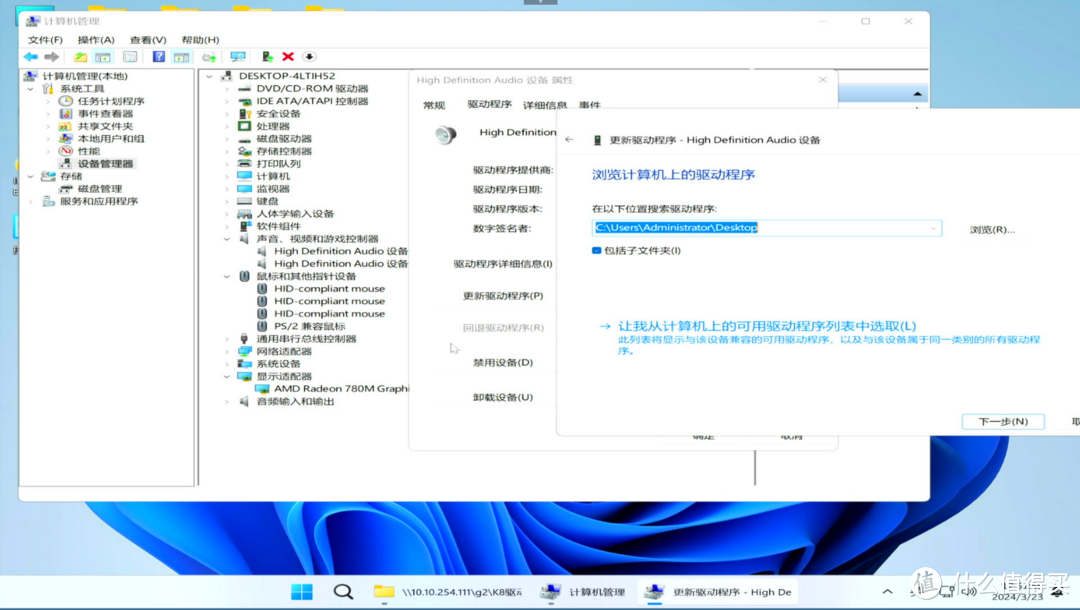 计算机管理
文件(F) 操作(A) 查看(V) 帮助(H)
计算机管理(本地)
系统工具
任务计划程序
事件查看器
共享文件夹
本地用户和组
性能
设备管理器
存储
磁盘管理
服务和应用程序
DESKTOP-4LTIH52
DVD/CD-ROM 驱动器
IDE ATA/ATAPI 控制器
安全设备
处理器
磁盘驱动器
存储控制器
打印队列
计算机
监视器
键盘
人体学输入设备
软件组件
声音、视频和游戏控制器
High Definition Audio 设备
High Definition Audio 设备
鼠标和其他指针设备
HID-compliant mouse
HID-compliant mouse
HID-compliant mouse
PS/2 兼容鼠标
通用串行总线控制器
网络适配器
系统设备
显示适配器
AMD Radeon 780M Graphi
音频输入和输出
High Definition Audio 设备 属性
常规 驱动程序 详细信息 事件
High Definition
驱动程序提供商:
驱动程序日期:
驱动程序版本:
数字签名者:
驱动程序详细信息(I)
更新驱动程序(P)
回退驱动程序(R)
禁用设备(D)
卸载设备(U)
确定 取消
更新驱动程序 - High Definition Audio 设备
浏览计算机上的驱动程序
在以下位置搜索驱动程序:
C:\Users\Administrator\Desktop
浏览(R)...
包括子文件夹(I)
→ 让我从计算机上的可用驱动程序列表中选取(L)
此列表将显示与该设备兼容的可用驱动程序，以及与该设备属于同一类别的所有驱动程
序。
下一步(N)
取
\\10.10.254.111\g2\K8驱动
计算机管理
更新驱动程序 - High De
2024/3/23
值 什么值得买